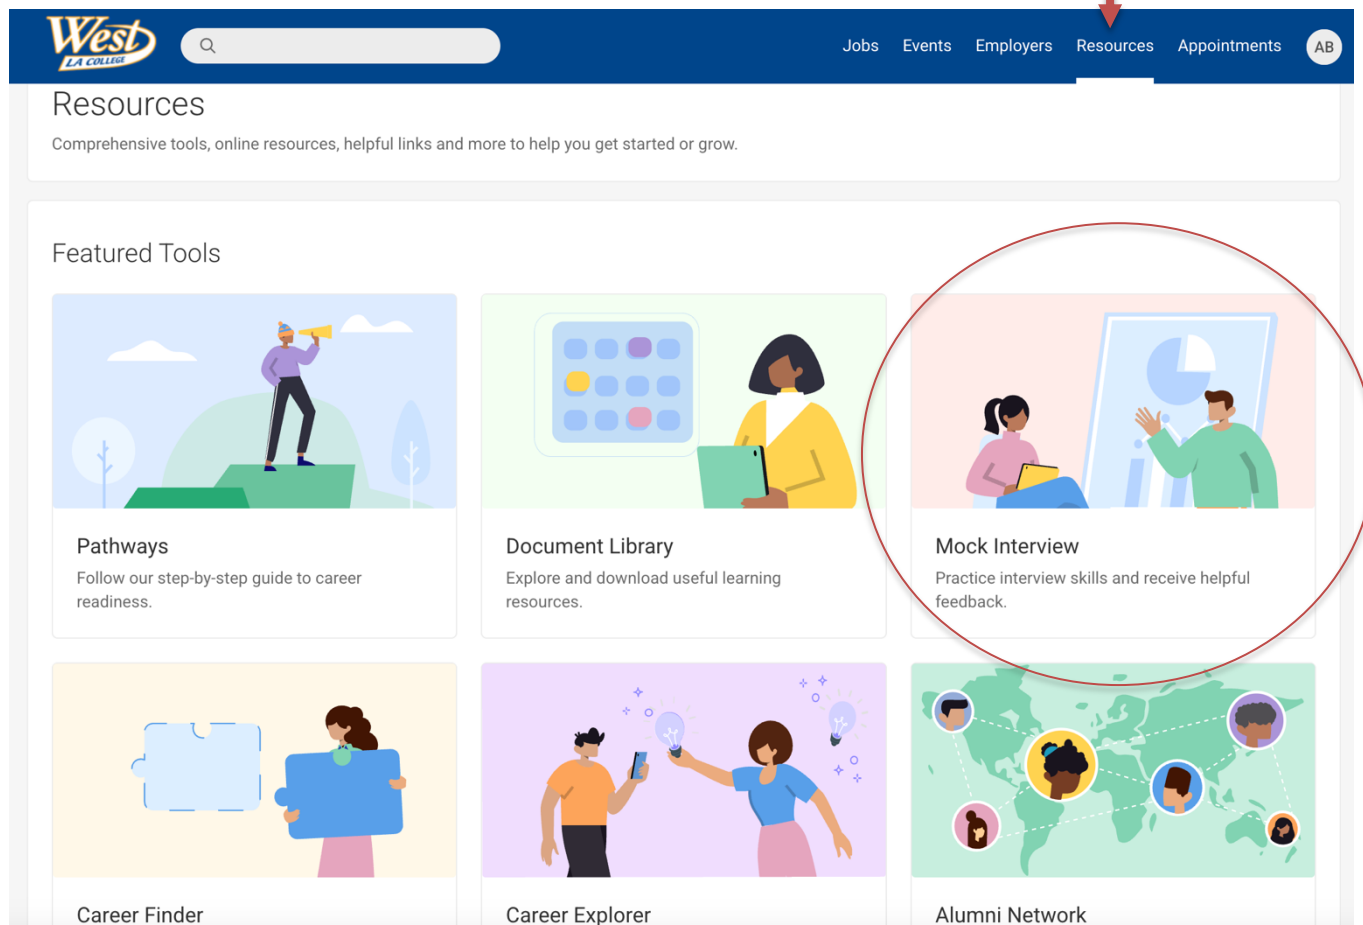 West
LA COLLEGE
Jobs
Events
Employers
Resources
Appointments
AB
Resources
Comprehensive tools, online resources, helpful links and more to help you get started or grow.
Featured Tools
Pathways
Follow our step-by-step guide to career
readiness.
Document Library
Explore and download useful learning
resources.
Mock Interview
Practice interview skills and receive helpful
feedback.
Career Finder
Career Explorer
Alumni Network